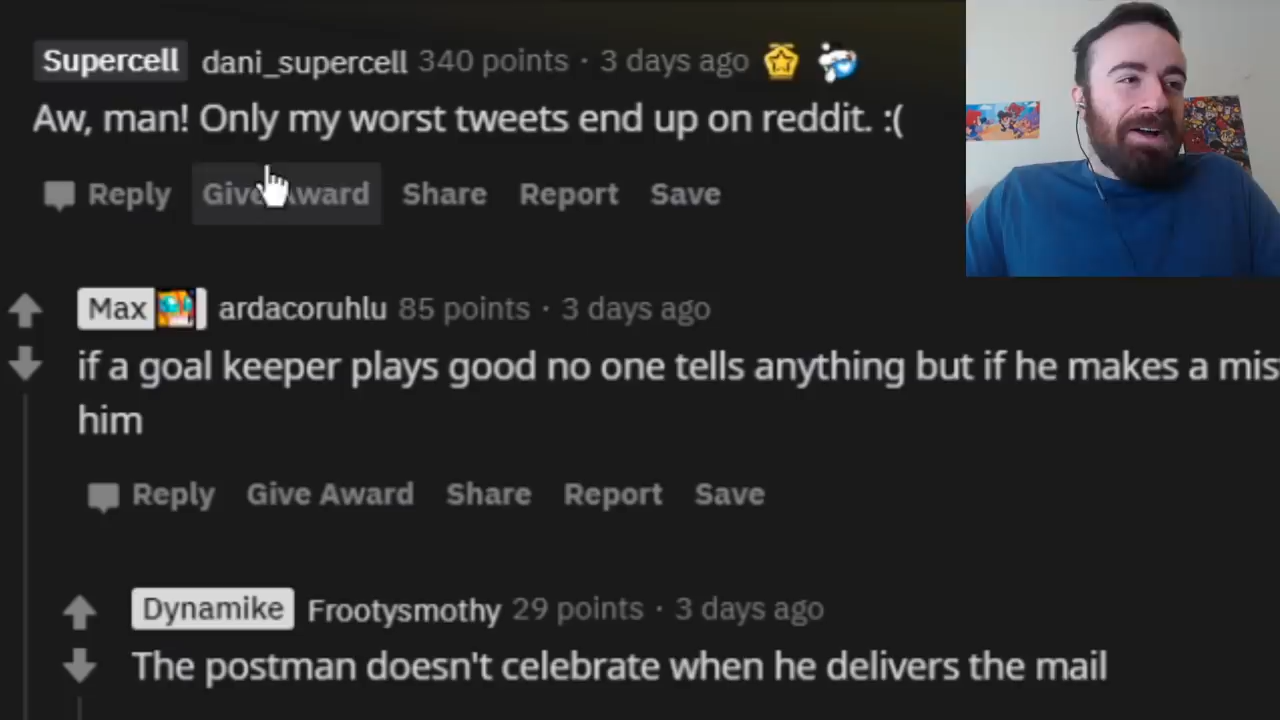 Supercell dani_supercell 340 points · 3 days ago
Aw, man! Only my worst tweets end up on reddit. :(
Reply Give Award Share Report Save
Max ardacoruhlu 85 points · 3 days ago
if a goal keeper plays good no one tells anything but if he makes a mis
him
Reply Give Award Share Report Save
Dynamike Frootysmothy 29 points · 3 days ago
The postman doesn't celebrate when he delivers the mail